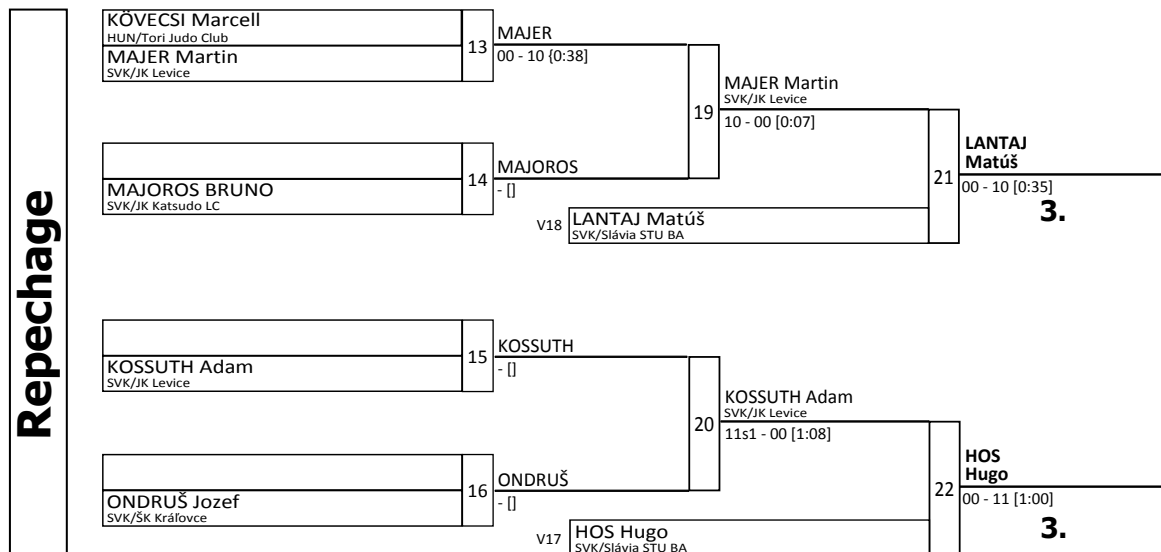 Repechage
KÖVECSI Marcell
HUN/Tori Judo Club
MAJER Martin
SVK/JK Levice
13
MAJER
00 - 10 {0:38]
MAJOROS BRUNO
SVK/JK Katsudo LC
14
MAJOROS
- []
19
MAJER Martin
SVK/JK Levice
10 - 00 [0:07]
V18
LANTAJ Matúš
SVK/Slávia STU BA
21
LANTAJ
Matúš
00 - 10 [0:35]
3.
KOSSUTH Adam
SVK/JK Levice
15
KOSSUTH
- []
ONDRUŠ Jozef
SVK/ŠK Kráľovce
16
ONDRUŠ
- []
20
KOSSUTH Adam
SVK/JK Levice
11s1 - 00 [1:08]
V17
HOS Hugo
SVK/Slávia STU BA
22
HOS
Hugo
00 - 11 [1:00]
3.